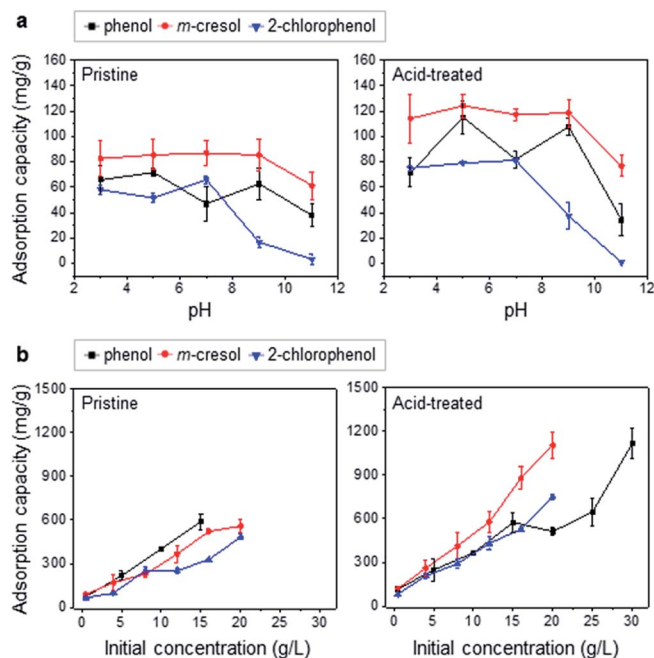 a
phenol m-cresol 2-chlorophenol
Adsorption capacity (mg/g)
160
140
120
100
80
60
40
20
0
Pristine
2 4 6 8 10 12
pH
160
140
120
100
80
60
40
20
0
Acid-treated
2 4 6 8 10 12
pH
b
phenol m-cresol 2-chlorophenol
Adsorption capacity (mg/g)
1500
1200
900
600
300
0
Pristine
0 5 10 15 20 25 30
Initial concentration (g/L)
1500
1200
900
600
300
0
Acid-treated
0 5 10 15 20 25 30
Initial concentration (g/L)